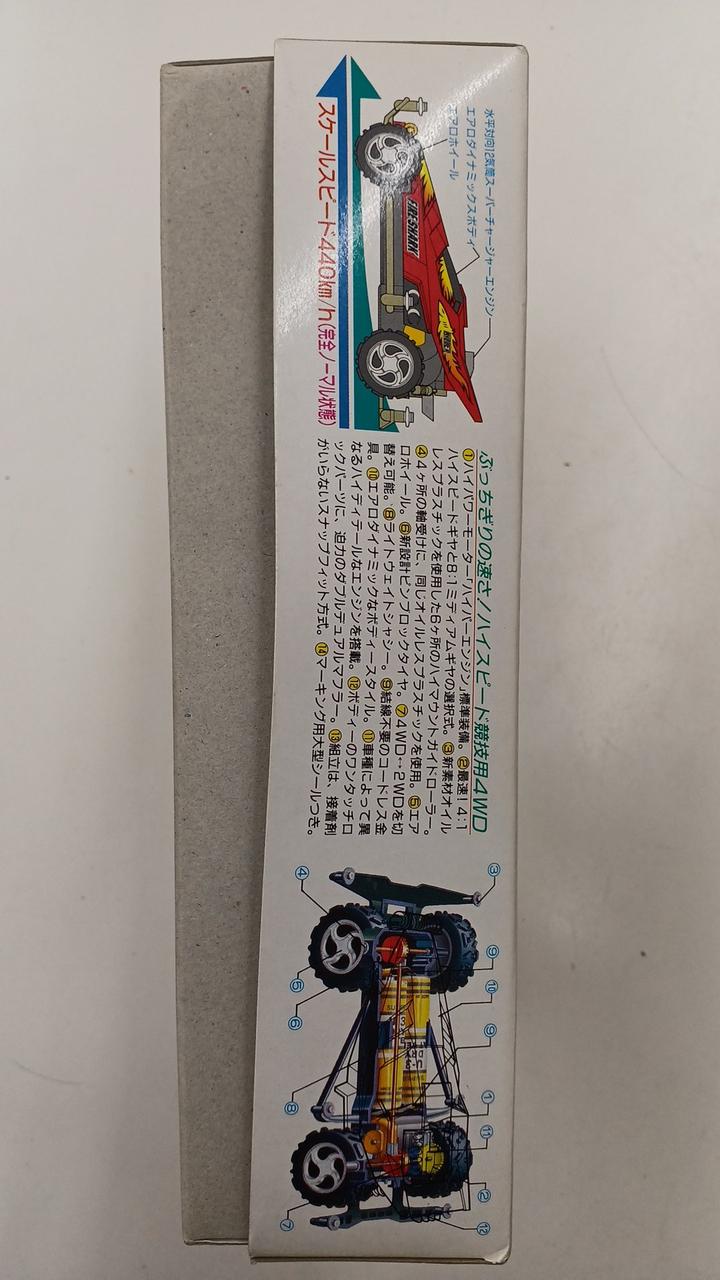 水平対向12気筒スーパーチャージャーエンジン
エアロダイナミックスボディ
エアロホイール
FIRE SHARK
スケールスピード440km/h(完全ノーマル状態)
ぶっちぎりの速さ/ハイスピード競技用4WD
①ハイパワーモーター「ハイパーエンジン」標準装備。②最速!4:1
ハイスピードギヤと8:1ミディアムギヤの選択式。③新素材オイル
レスプラスチックを使用した6ヶ所のハイマウントガイドローラー。
④4ヶ所の軸受けに、同じオイルレスプラスチックを使用。⑤エア
ロホイール。⑥新設計ピンブロックタイヤ。⑦4WD↔2WDを切
替え可能。⑧ライトウェイトシャシー。⑨結線不要のコードレス金
具。⑩エアロダイナミックなボディースタイル。⑪車種によって異
なるハイディテールなエンジンを搭載。⑫ボディーのワンタッチロ
ックパーツに、迫力のダブルデュアルマフラー。⑬組立は、接着剤
がいらないスナップフィット方式。⑭マーキング用大型シールつき。
③ ⑨ ⑩ ⑨ ① ⑪ ② ⑫
④ ⑤ ⑥ ⑧ ⑦